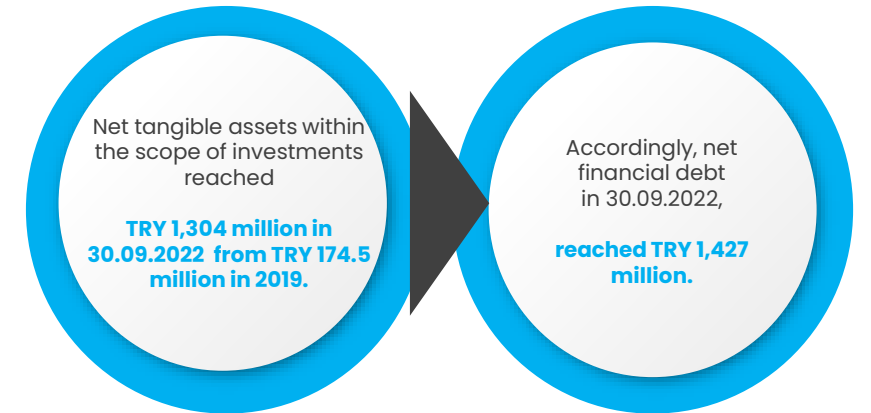 Net tangible assets within
the scope of investments
reached
TRY 1,304 million in
30.09.2022 from TRY 174.5
million in 2019.
Accordingly, net
financial debt
in 30.09.2022,
reached TRY 1,427
million.